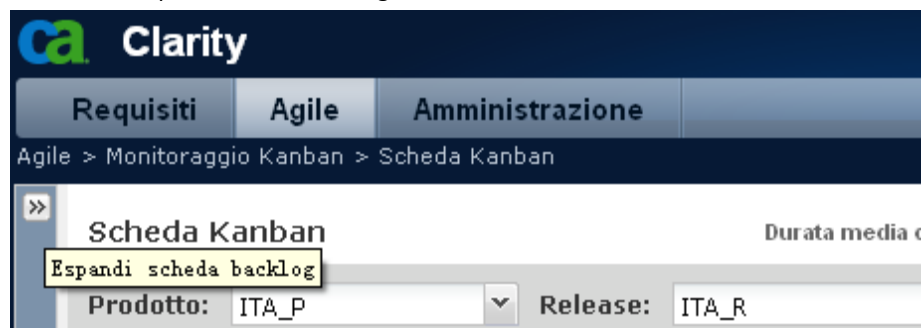 ca Clarity
Requisiti Agile Amministrazione
Agile > Monitoraggio Kanban > Scheda Kanban
»
Scheda Kanban Durata media
Espandi scheda backlog
Prodotto: ITA_P Release: ITA_R